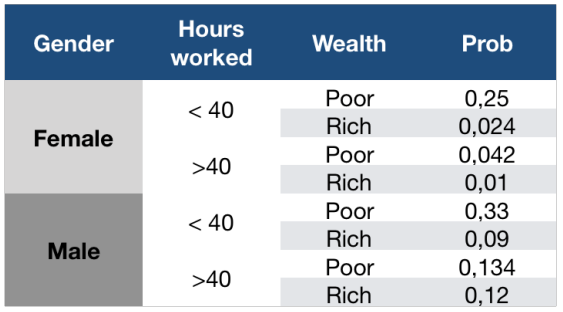 Gender Hours worked Wealth Prob
Female < 40 Poor 0,25
Rich 0,024
>40 Poor 0,042
Rich 0,01
Male < 40 Poor 0,33
Rich 0,09
>40 Poor 0,134
Rich 0,12